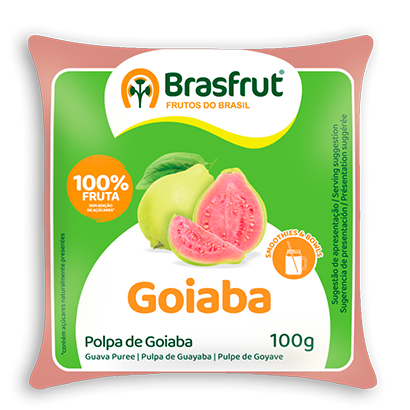 Brasfrut®
FRUTOS DO BRASIL
100%
FRUTA
SEM ADIÇÃO
DE AÇÚCARES*
SMOOTHIES & BOWLS
Goiaba
Polpa de Goiaba 100g
Guava Puree | Pulpa de Guayaba | Pulpe de Goyave
*contém açúcares naturalmente presentes
Sugestão de apresentação / Serving suggestion
Sugerencia de presentación / Présentation suggérée